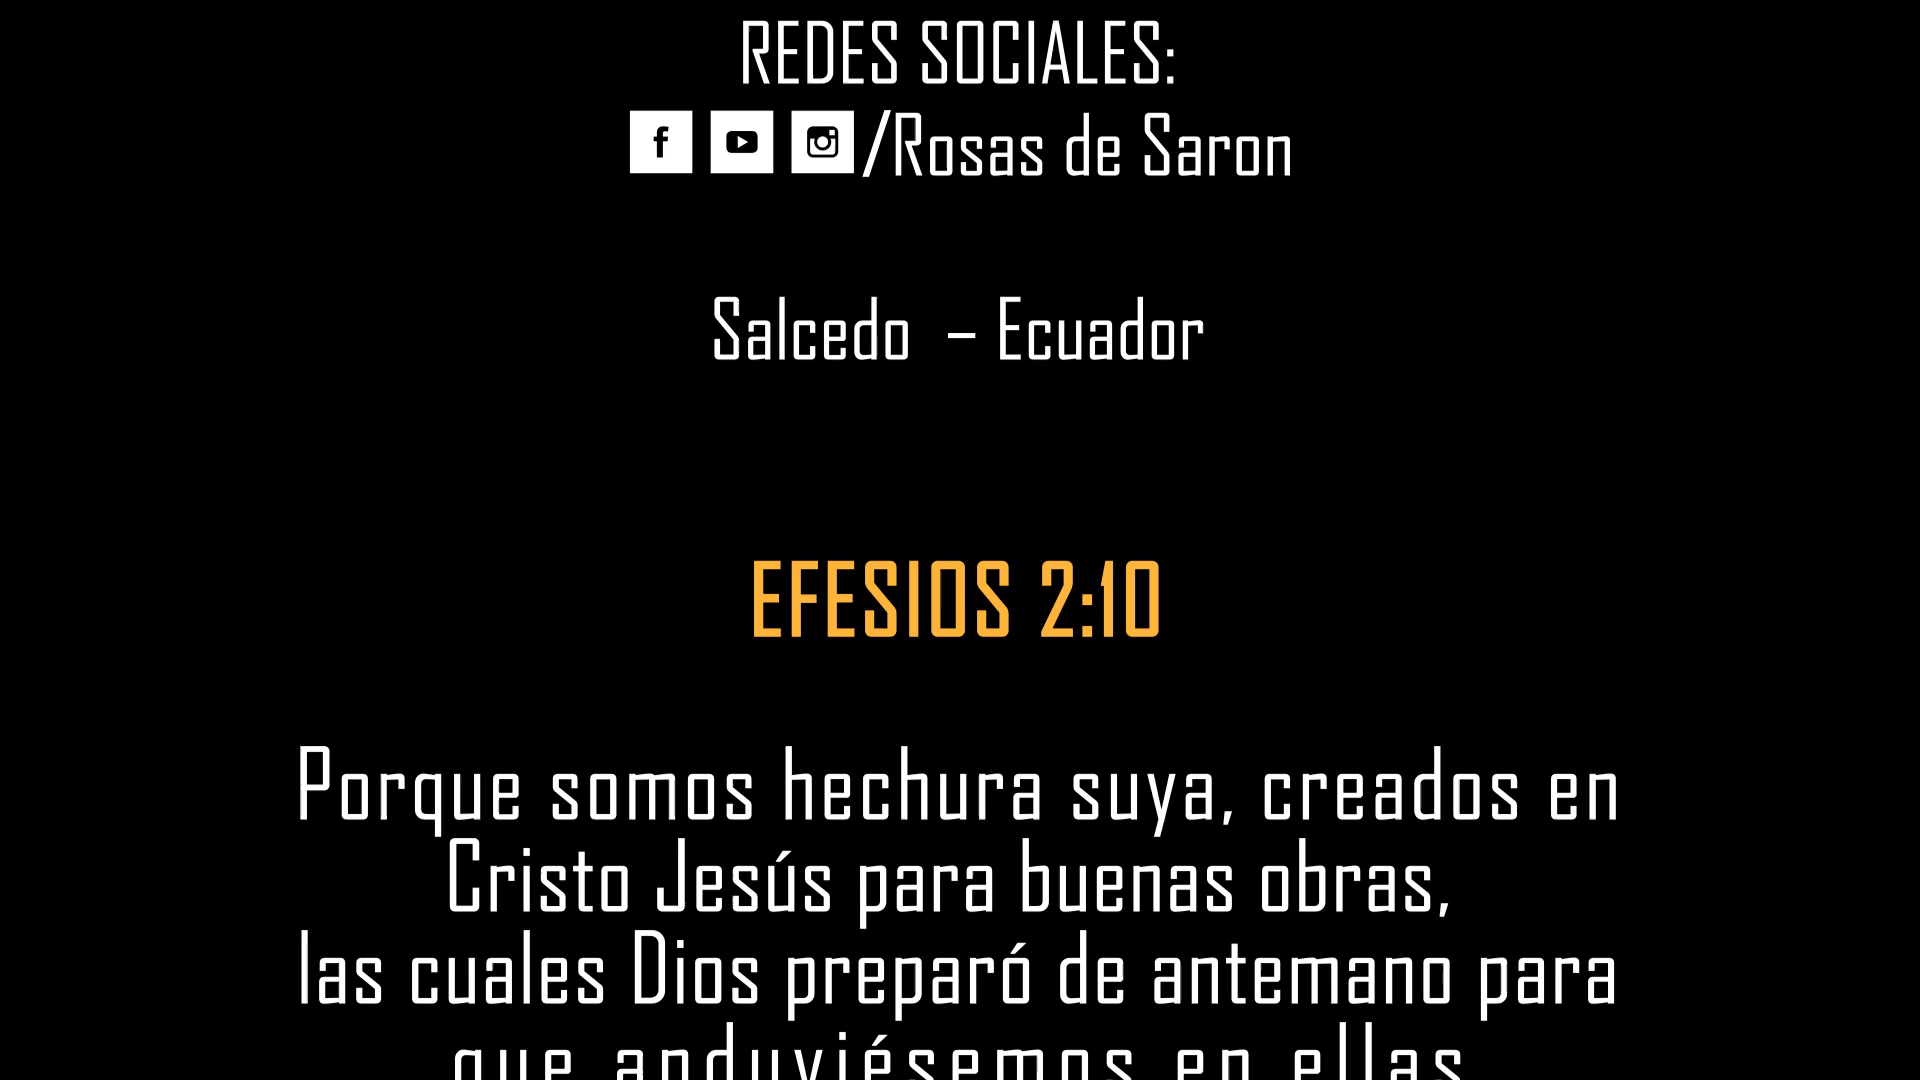 REDES SOCIALES:
/Rosas de Saron
Salcedo – Ecuador
EFESIOS 2:10
Porque somos hechura suya, creados en
Cristo Jesús para buenas obras,
las cuales Dios preparó de antemano para
que anduviésemos en ellas